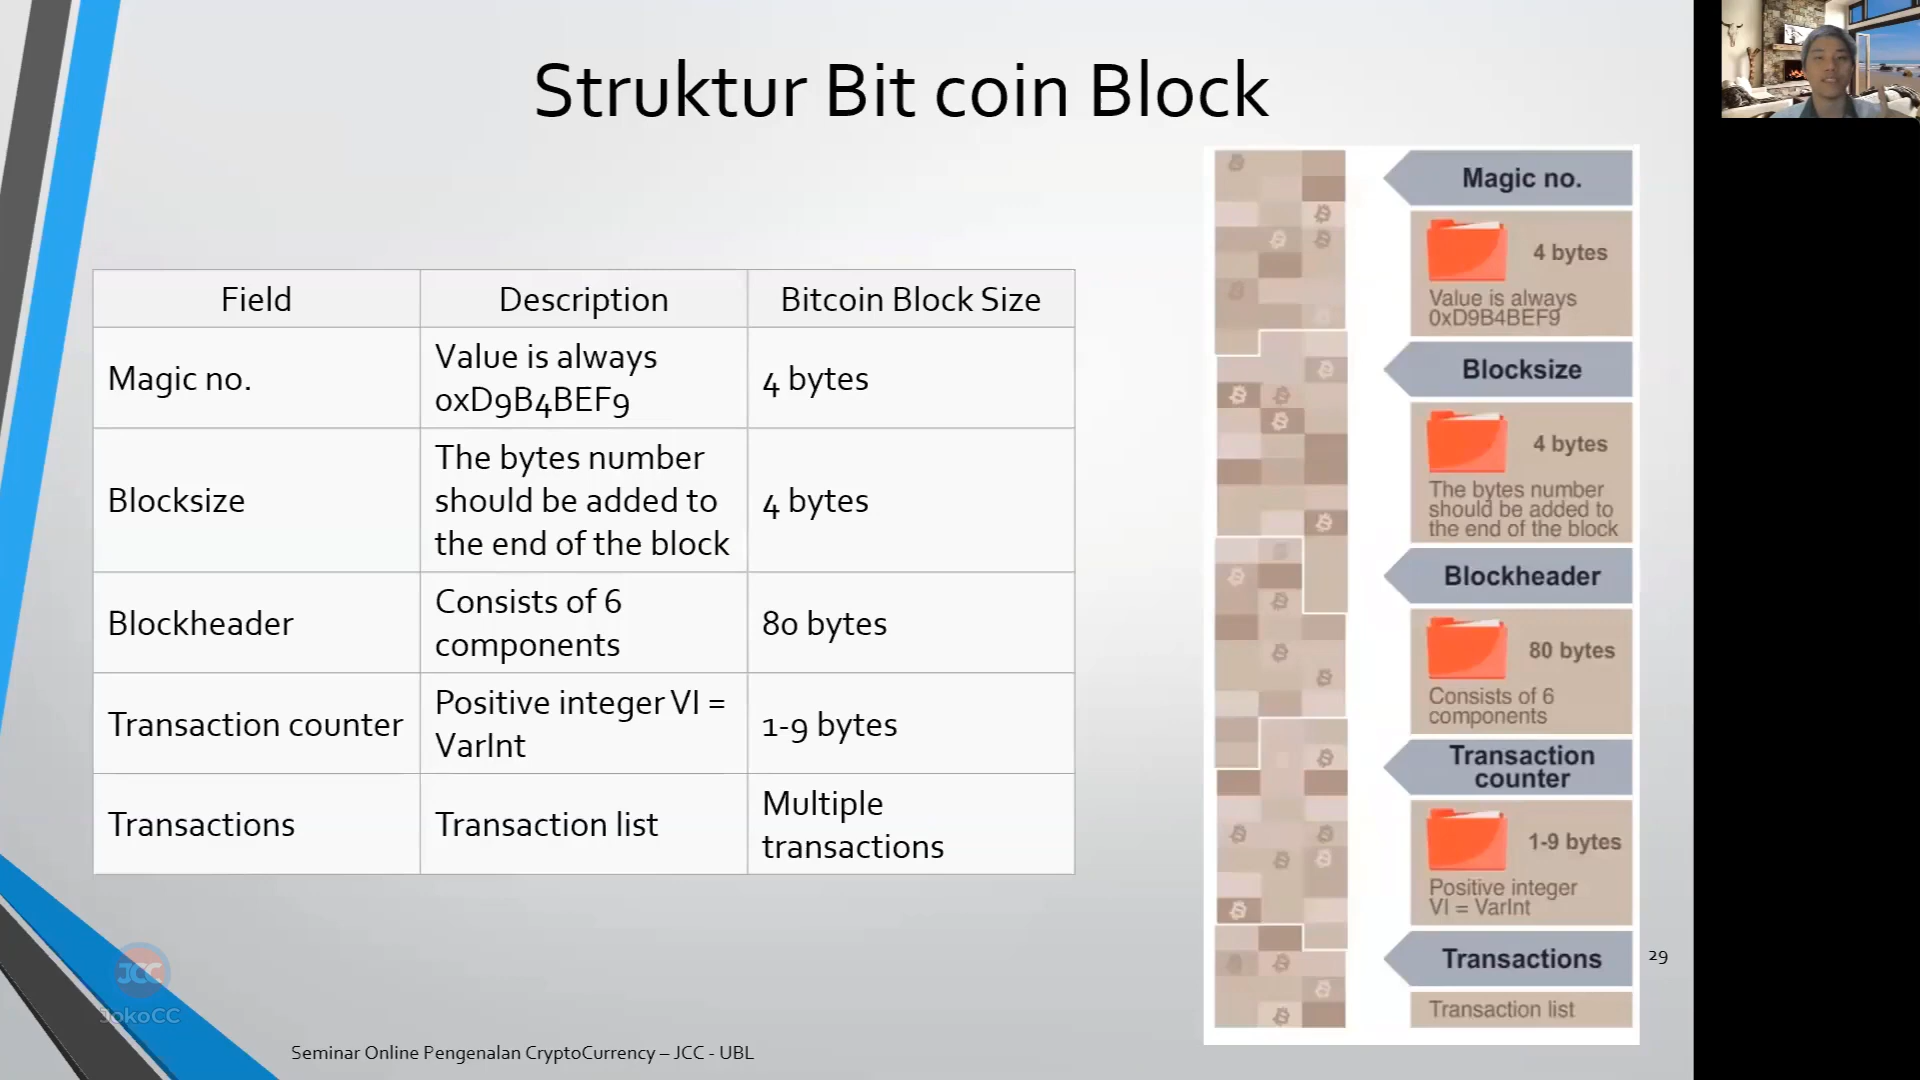 Struktur Bit coin Block
Field
Description
Bitcoin Block Size
Magic no.
Value is always
0xD9B4BEF9
4 bytes
Blocksize
The bytes number
should be added to
the end of the block
4 bytes
Blockheader
Consists of 6
components
80 bytes
Transaction counter
Positive integer VI =
VarInt
1-9 bytes
Transactions
Transaction list
Multiple
transactions
Magic no.
4 bytes
Value is always
0xD9B4BEF9
Blocksize
4 bytes
The bytes number
should be added to
the end of the block
Blockheader
80 bytes
Consists of 6
components
Transaction
counter
1-9 bytes
Positive integer
VI = VarInt
Transactions
Transaction list
29
JCC
JokoCC
Seminar Online Pengenalan CryptoCurrency – JCC - UBL